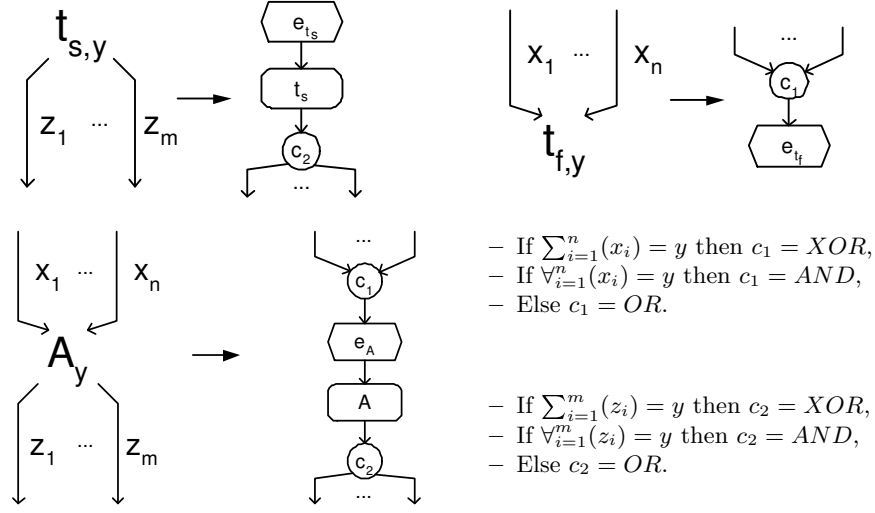 t_{s,y}
z_1 ... z_m
e_{t_s}
t_s
c_2
...
x_1 ... x_n
t_{f,y}
...
c_1
e_{t_f}
x_1 ... x_n
A_y
z_1 ... z_m
...
c_1
e_A
A
c_2
...
– If ∑_{i=1}^{n}(x_i) = y then c_1 = XOR,
– If ∀_{i=1}^{n}(x_i) = y then c_1 = AND,
– Else c_1 = OR.
– If ∑_{i=1}^{m}(z_i) = y then c_2 = XOR,
– If ∀_{i=1}^{m}(z_i) = y then c_2 = AND,
– Else c_2 = OR.